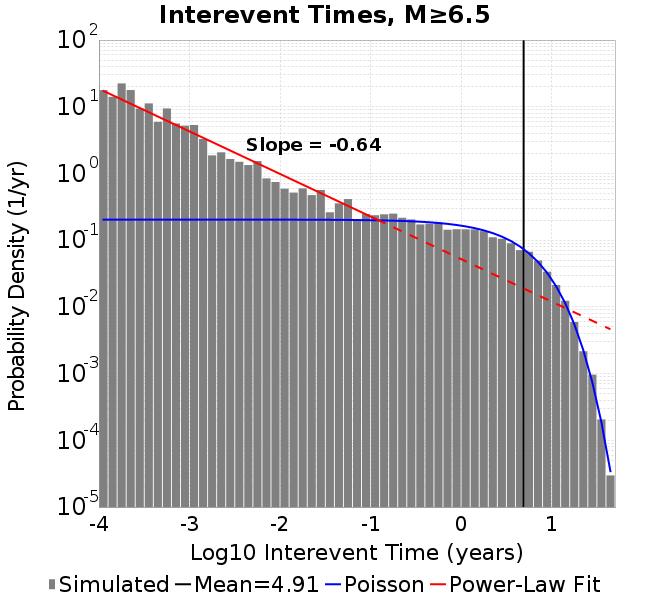 Interevent Times, M≥6.5
Probability Density (1/yr)
10^2
10^1
10^0
10^-1
10^-2
10^-3
10^-4
10^-5
Slope = -0.64
-4 -3 -2 -1 0 1
Log10 Interevent Time (years)
Simulated Mean=4.91 Poisson Power-Law Fit